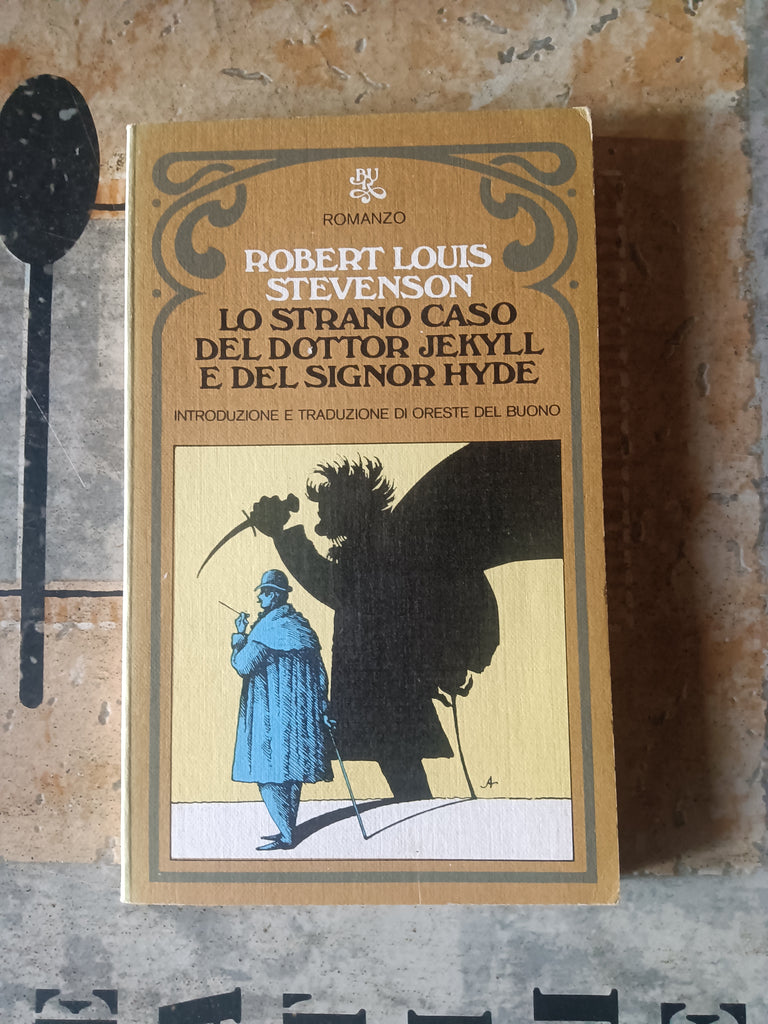 BUR
ROMANZO
ROBERT LOUIS
STEVENSON
LO STRANO CASO
DEL DOTTOR JEKYLL
E DEL SIGNOR HYDE
INTRODUZIONE E TRADUZIONE DI ORESTE DEL BUONO